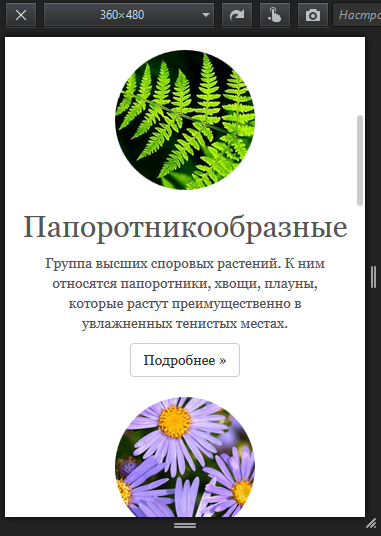 360×480
Настро
Папоротникообразные
Группа высших споровых растений. К ним
относятся папоротники, хвощи, плауны,
которые растут преимущественно в
увлажненных тенистых местах.
Подробнее »